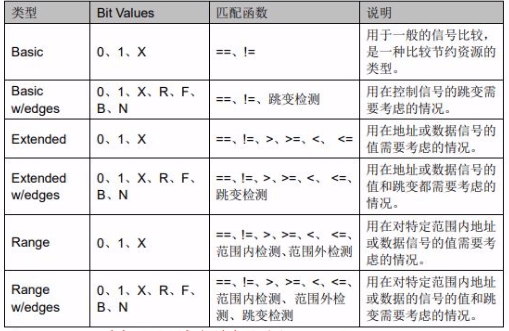 类型 Bit Values 匹配函数 说明
Basic 0、1、X ==、!= 用于一般的信号比较，
是一种比较节约资源的
类型。
Basic
w/edges 0、1、X、R、F、
B、N ==、!=、跳变检测 用在控制信号的跳变需
要考虑的情况。
Extended 0、1、X ==、!=、>、>=、<、 <= 用在地址或数据信号的
值需要考虑的情况。
Extended
w/edges 0、1、X、R、F、
B、N ==、!=、>、>=、<、 <=、
跳变检测 用在地址或数据信号的
值和跳变都需要考虑的
情况。
Range 0、1、X ==、!=、>、>=、<、 <=、
范围内检测、范围外检测 用在对特定范围内地址
或数据信号的值需要考
虑的情况。
Range
w/edges 0、1、X、R、F、
B、N ==、!=、>、>=、<、<=、
范围内检测、范围外检
测、跳变检测 用在对特定范围内地址
或数据的信号的值和跳
变需要考虑的情况。